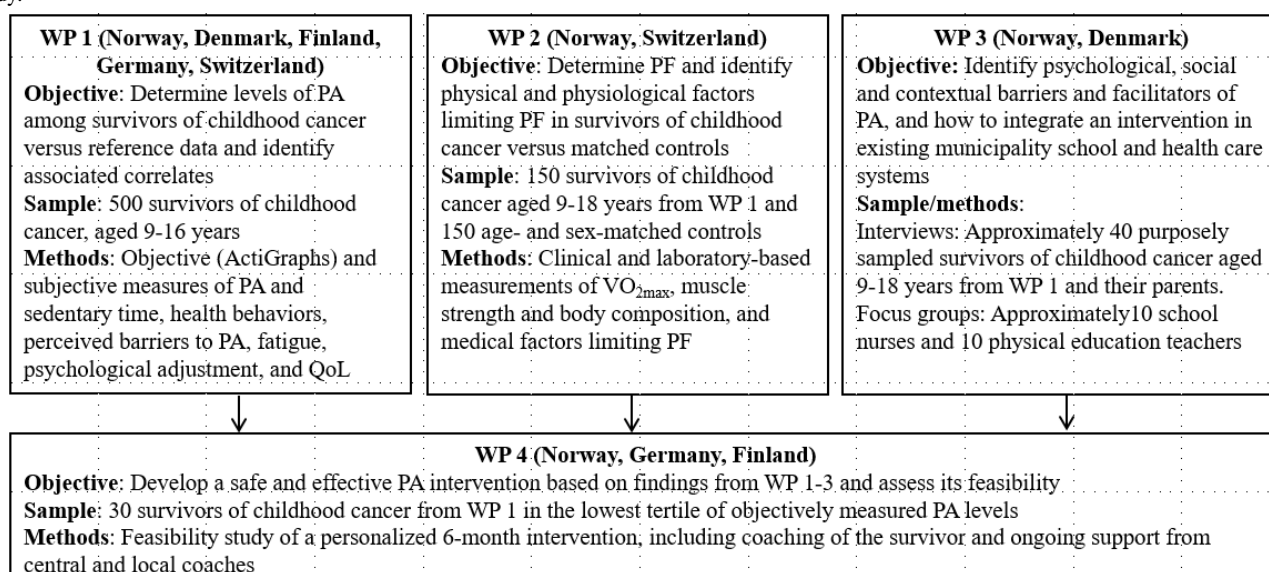 dy.
WP 1 (Norway, Denmark, Finland,
Germany, Switzerland)
Objective: Determine levels of PA
among survivors of childhood cancer
versus reference data and identify
associated correlates
Sample: 500 survivors of childhood
cancer, aged 9-16 years
Methods: Objective (ActiGraphs) and
subjective measures of PA and
sedentary time, health behaviors,
perceived barriers to PA, fatigue,
psychological adjustment, and QoL
WP 2 (Norway, Switzerland)
Objective: Determine PF and identify
physical and physiological factors
limiting PF in survivors of childhood
cancer versus matched controls
Sample: 150 survivors of childhood
cancer aged 9-18 years from WP 1 and
150 age- and sex-matched controls
Methods: Clinical and laboratory-based
measurements of VO2max, muscle
strength and body composition, and
medical factors limiting PF
WP 3 (Norway, Denmark)
Objective: Identify psychological, social
and contextual barriers and facilitators of
PA, and how to integrate an intervention in
existing municipality school and health care
systems
Sample/methods:
Interviews: Approximately 40 purposely
sampled survivors of childhood cancer aged
9-18 years from WP 1 and their parents.
Focus groups: Approximately10 school
nurses and 10 physical education teachers
WP 4 (Norway, Germany, Finland)
Objective: Develop a safe and effective PA intervention based on findings from WP 1-3 and assess its feasibility
Sample: 30 survivors of childhood cancer from WP 1 in the lowest tertile of objectively measured PA levels
Methods: Feasibility study of a personalized 6-month intervention, including coaching of the survivor and ongoing support from
central and local coaches